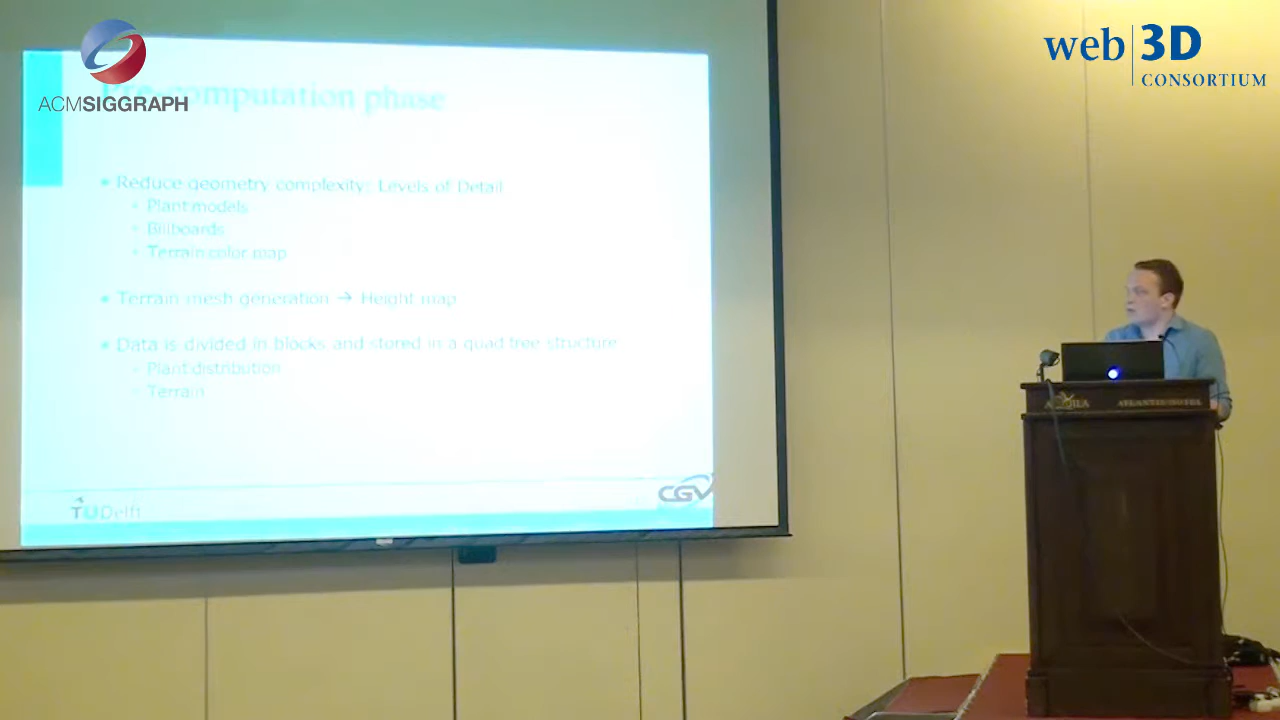 ACMSIGGRAPH
web 3D
CONSORTIUM
Pre-computation phase
• Reduce geometry complexity: Levels of Detail
• Plant models
• Billboards
• Terrain color map
• Terrain mesh generation → Height map
• Data is divided in blocks and stored in a quad tree structure
• Plant distribution
• Terrain
TUDelft
CGV
ATLANTIS HOTEL